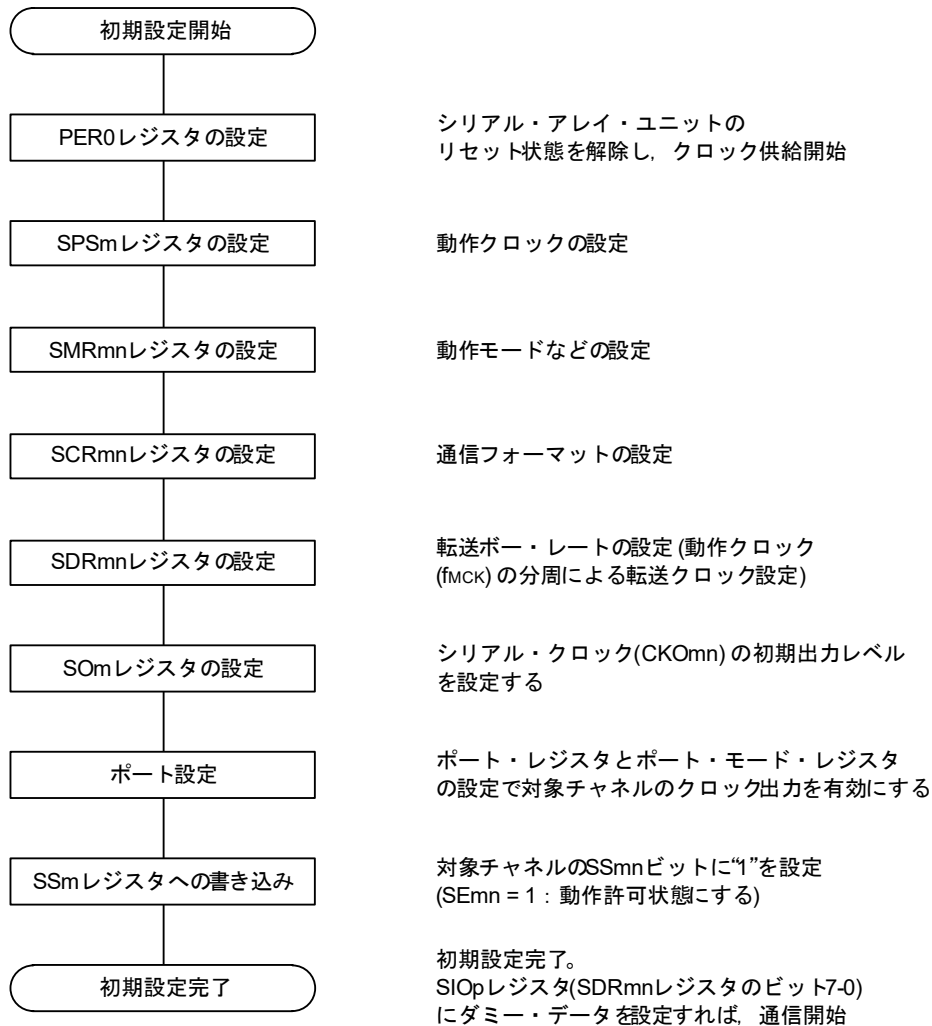 初期設定開始
PER0レジスタの設定
シリアル・アレイ・ユニットの
リセット状態を解除し，クロック供給開始
SPSmレジスタの設定
動作クロックの設定
SMRmnレジスタの設定
動作モードなどの設定
SCRmnレジスタの設定
通信フォーマットの設定
SDRmnレジスタの設定
転送ボー・レートの設定 (動作クロック
(fMCK) の分周による転送クロック設定)
SOmレジスタの設定
シリアル・クロック(CKOmn) の初期出力レベル
を設定する
ポート設定
ポート・レジスタとポート・モード・レジスタ
の設定で対象チャネルのクロック出力を有効にする
SSmレジスタへの書き込み
対象チャネルのSSmnビットに“1”を設定
(SEmn = 1：動作許可状態にする)
初期設定完了
初期設定完了。
SIOpレジスタ(SDRmnレジスタのビット7-0)
にダミー・データを設定すれば，通信開始